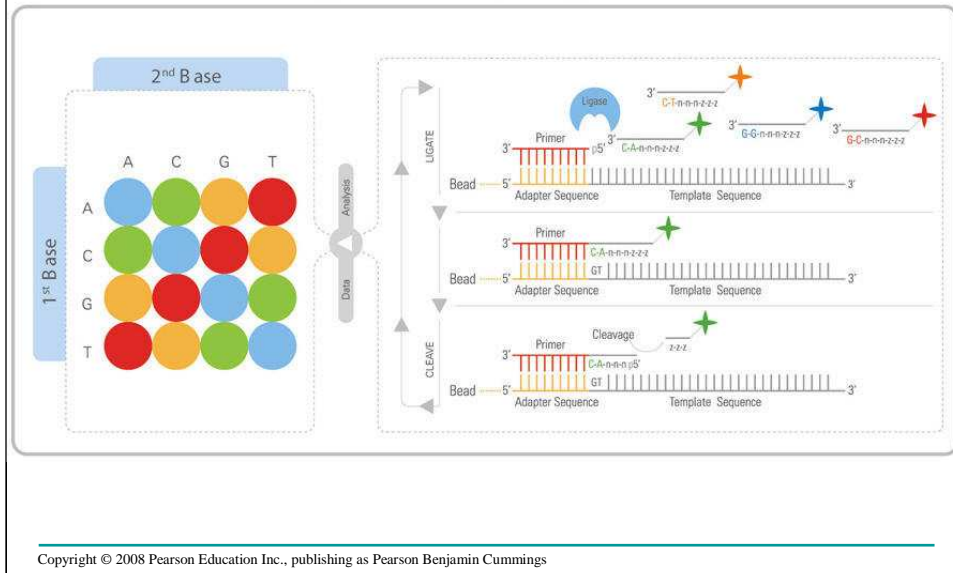 2nd Base
A C G T
1st Base
A
C
G
T
Analysis
Data
LIGATE
CLEAVE
Ligase
3' C-T-n-n-n-z-z-z
3' C-A-n-n-n-z-z-z
G-G-n-n-n-z-z-z
3' G-C-n-n-n-z-z-z
Primer
3' p5'
Bead 5' 3'
Adapter Sequence Template Sequence
Primer
3' C-A-n-n-n-z-z-z
GT
Bead 5' 3'
Adapter Sequence Template Sequence
Cleavage
z-z-z
Primer
3' C-A-n-n-n p5'
GT
Bead 5' 3'
Adapter Sequence Template Sequence
Copyright © 2008 Pearson Education Inc., publishing as Pearson Benjamin Cummings